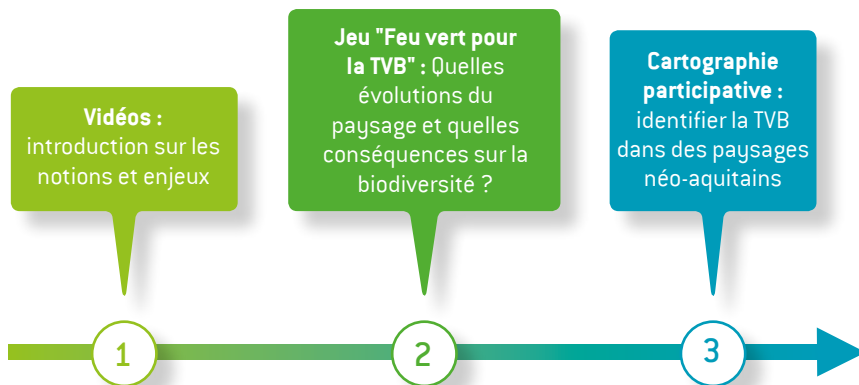 Vidéos :
introduction sur les
notions et enjeux
Jeu "Feu vert pour
la TVB" : Quelles
évolutions du
paysage et quelles
conséquences sur la
biodiversité ?
Cartographie
participative :
identifier la TVB
dans des paysages
néo-aquitains
1
2
3